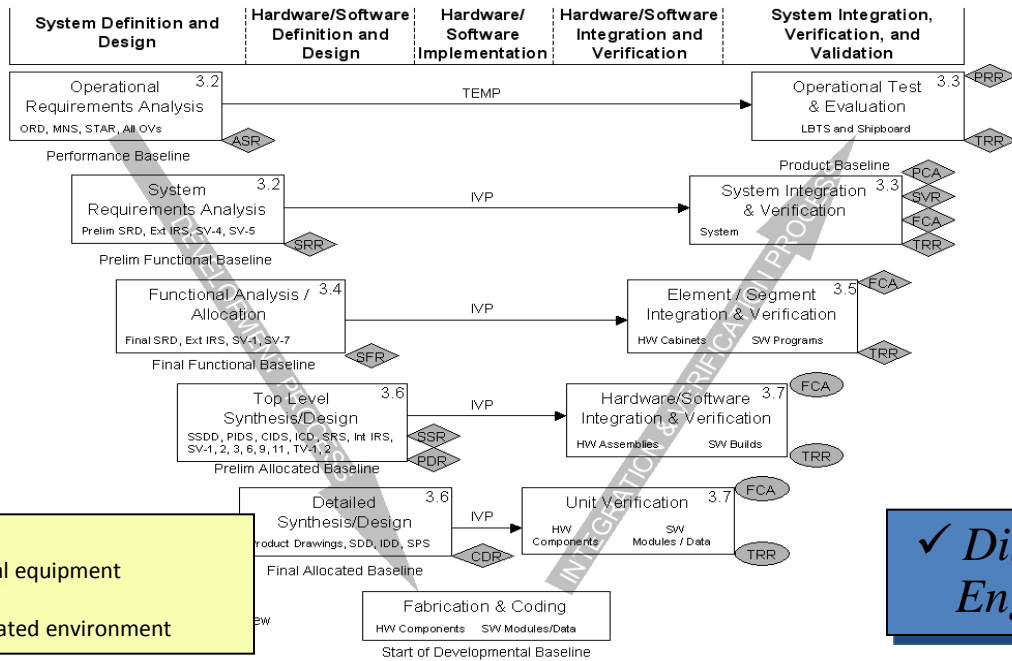 System Definition and
Design
Hardware/Software
Definition and
Design
Hardware/
Software
Implementation
Hardware/Software
Integration and
Verification
System Integration,
Verification, and
Validation
3.2
Operational
Requirements Analysis
ORD, MNS, STAR, All OVs
ASR
Performance Baseline
TEMP
3.3
Operational Test
& Evaluation
LBTS and Shipboard
PRR
TRR
Product Baseline
3.2
System
Requirements Analysis
Prelim SRD, Ext IRS, SV-4, SV-5
SRR
Prelim Functional Baseline
IVP
3.3
System Integration
& Verification
System
PCA
SVR
FCA
TRR
3.4
Functional Analysis /
Allocation
Final SRD, Ext IRS, SV-1, SV-7
SFR
Final Functional Baseline
IVP
3.5
Element / Segment
Integration & Verification
HW Cabinets SW Programs
FCA
TRR
3.6
Top Level
Synthesis/Design
SSDD, PIDS, CIDS, ICD, SRS, Int IRS,
SV-1, 2, 3, 6, 9, 11, TV-1, 2
SSR
PDR
Prelim Allocated Baseline
IVP
3.7
Hardware/Software
Integration & Verification
HW Assemblies SW Builds
FCA
TRR
3.6
Detailed
Synthesis/Design
Product Drawings, SDD, IDD, SPS
CDR
Final Allocated Baseline
IVP
3.7
Unit Verification
HW
Components
SW
Modules / Data
FCA
TRR
DEVELOPMENT PROCESS
INTEGRATION & VERIFICATION PROCESS
Fabrication & Coding
HW Components SW Modules/Data
Start of Developmental Baseline
equipment
environment
✓